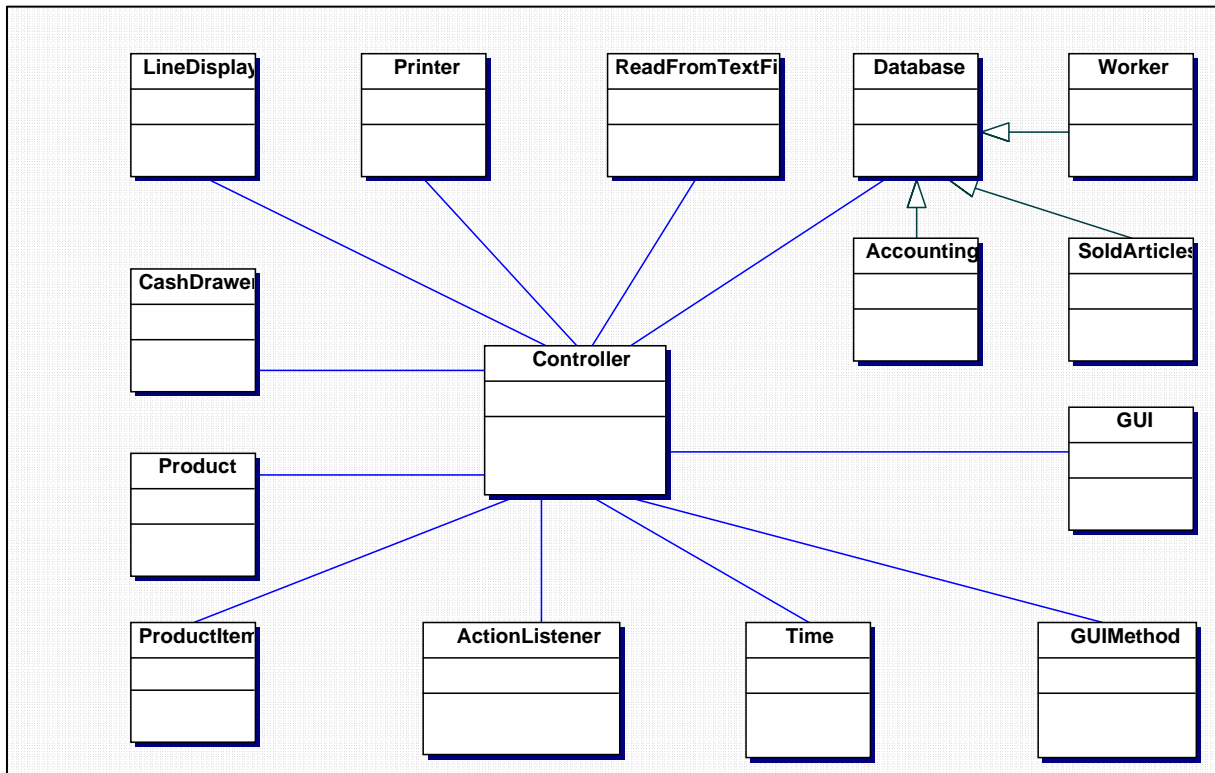 LineDisplay
Printer
ReadFromTextFi
Database
Worker
Accounting
SoldArticles
CashDrawer
Controller
GUI
Product
ProductItem
ActionListener
Time
GUIMethod